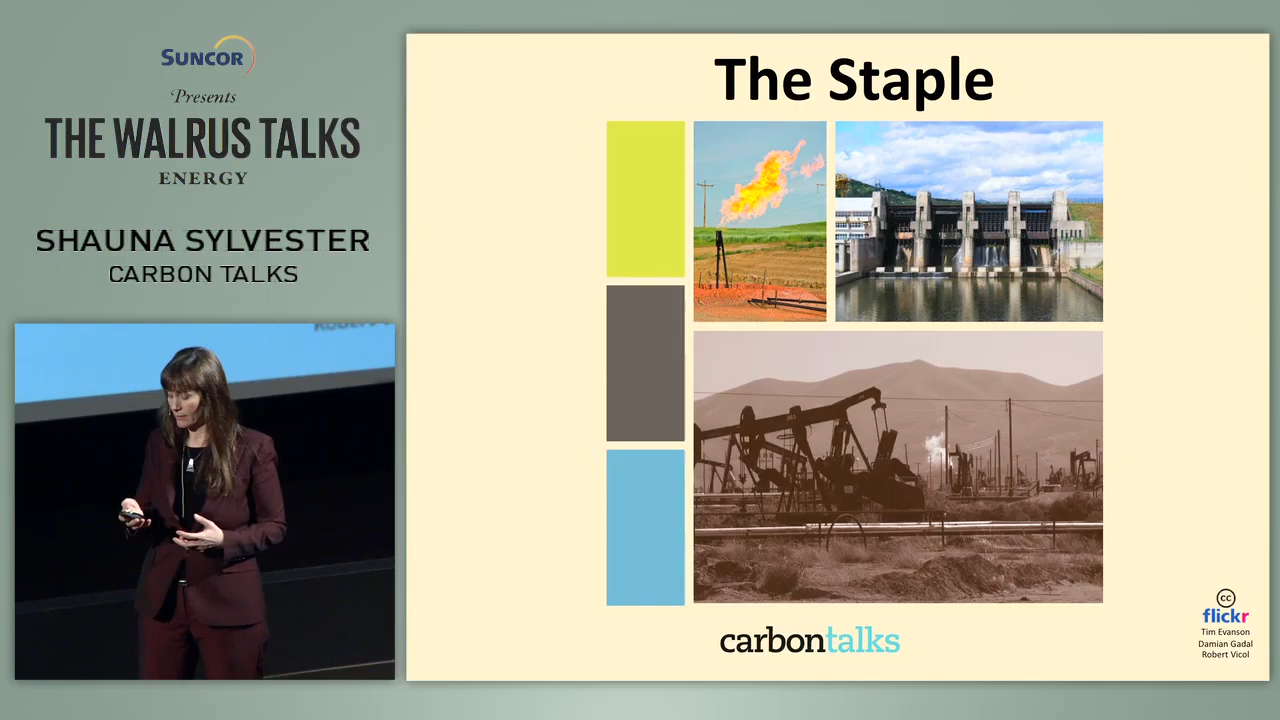 SUNCOR
Presents
THE WALRUS TALKS
ENERGY
SHAUNA SYLVESTER
CARBON TALKS
The Staple
carbontalks
cc
flickr
Tim Evanson
Damian Gadal
Robert Vicol